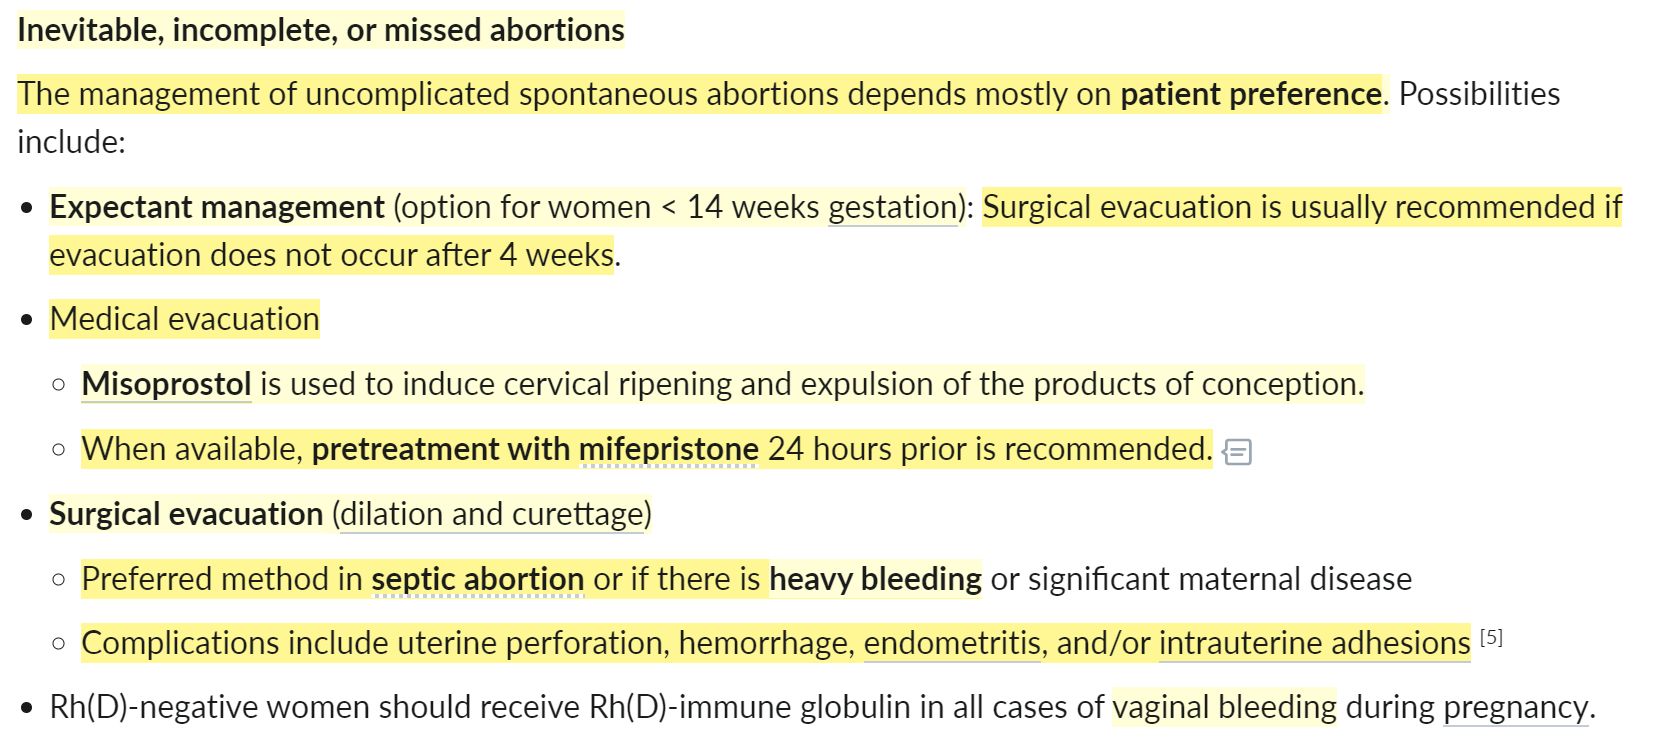 Inevitable, incomplete, or missed abortions
The management of uncomplicated spontaneous abortions depends mostly on patient preference. Possibilities
include:
• Expectant management (option for women < 14 weeks gestation): Surgical evacuation is usually recommended if
evacuation does not occur after 4 weeks.
• Medical evacuation
○ Misoprostol is used to induce cervical ripening and expulsion of the products of conception.
○ When available, pretreatment with mifepristone 24 hours prior is recommended.
• Surgical evacuation (dilation and curettage)
○ Preferred method in septic abortion or if there is heavy bleeding or significant maternal disease
○ Complications include uterine perforation, hemorrhage, endometritis, and/or intrauterine adhesions [5]
• Rh(D)-negative women should receive Rh(D)-immune globulin in all cases of vaginal bleeding during pregnancy.